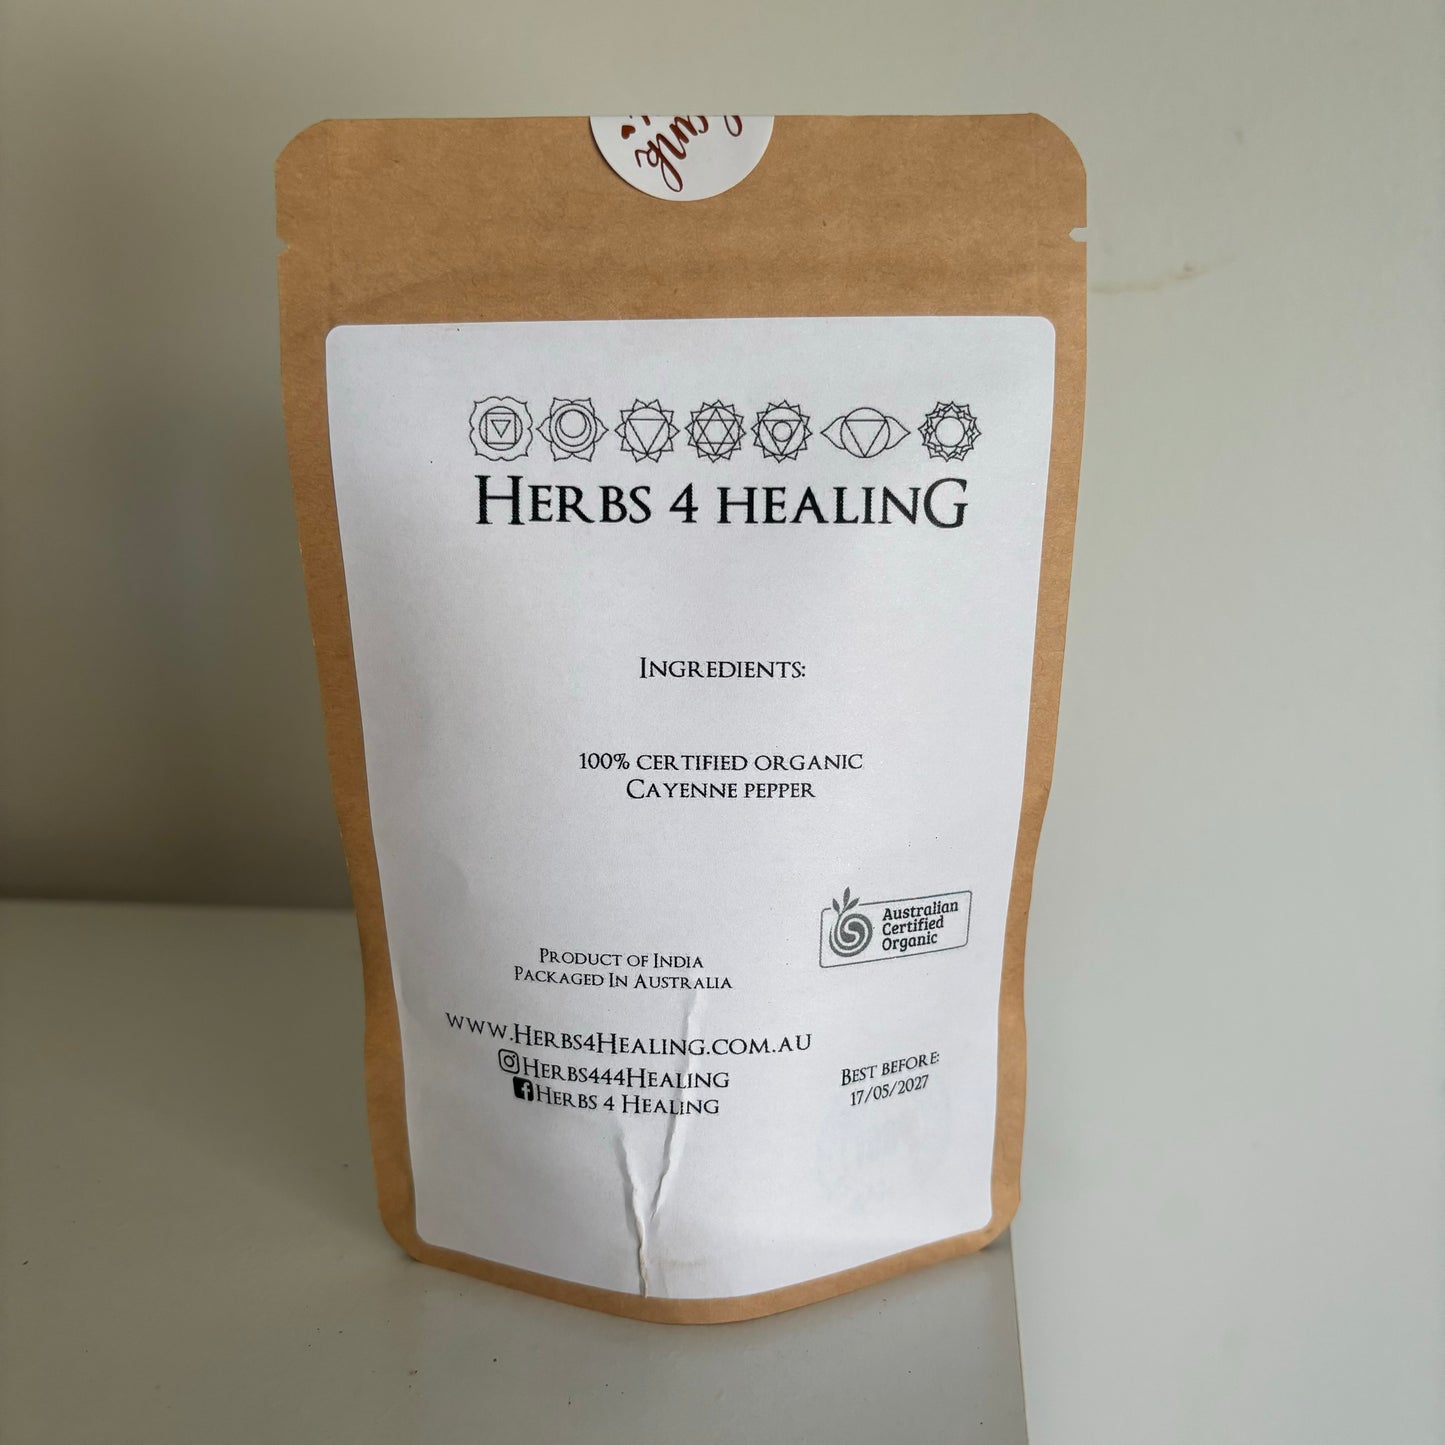 HERBS 4 HEALING
INGREDIENTS:
100% CERTIFIED ORGANIC
CAYENNE PEPPER
Australian
Certified
Organic
PRODUCT OF INDIA
PACKAGED IN AUSTRALIA
WWW.HERBS4HEALING.COM.AU
HERBS444HEALING
HERBS 4 HEALING
BEST BEFORE:
17/05/2027